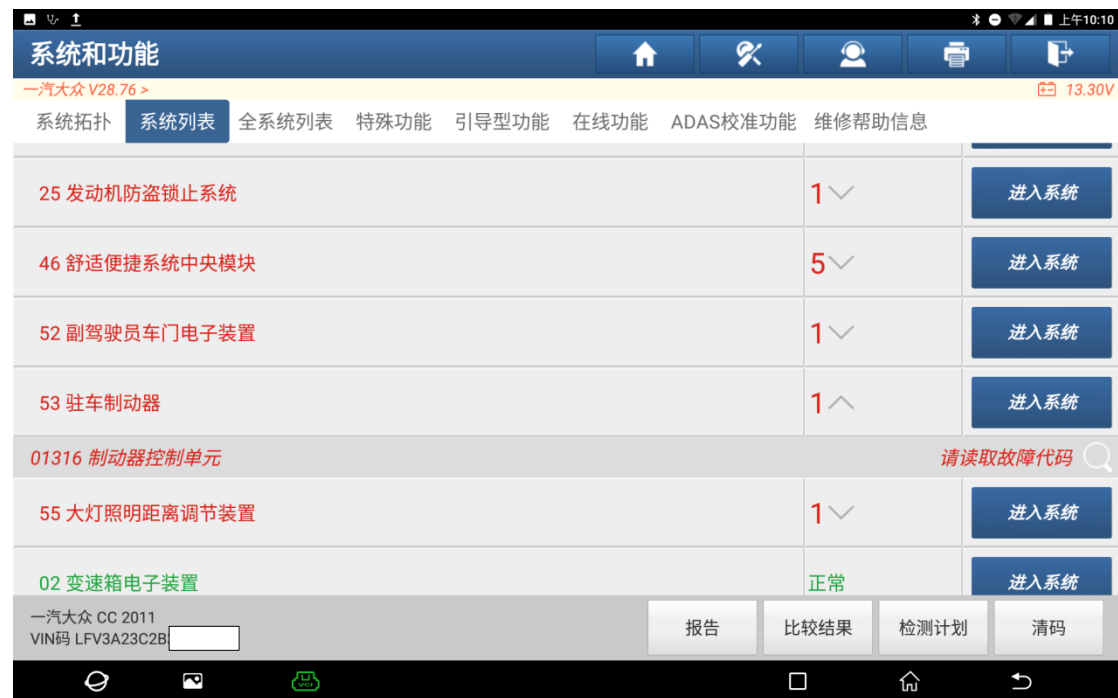 上午10:10
系统和功能
一汽大众 V28.76 > 13.30V
系统拓扑 系统列表 全系统列表 特殊功能 引导型功能 在线功能 ADAS校准功能 维修帮助信息
25 发动机防盗锁止系统 1 进入系统
46 舒适便捷系统中央模块 5 进入系统
52 副驾驶员车门电子装置 1 进入系统
53 驻车制动器 1 进入系统
01316 制动器控制单元 请读取故障代码
55 大灯照明距离调节装置 1 进入系统
02 变速箱电子装置 正常 进入系统
一汽大众 CC 2011
VIN码 LFV3A23C2B
报告 比较结果 检测计划 清码
VCI